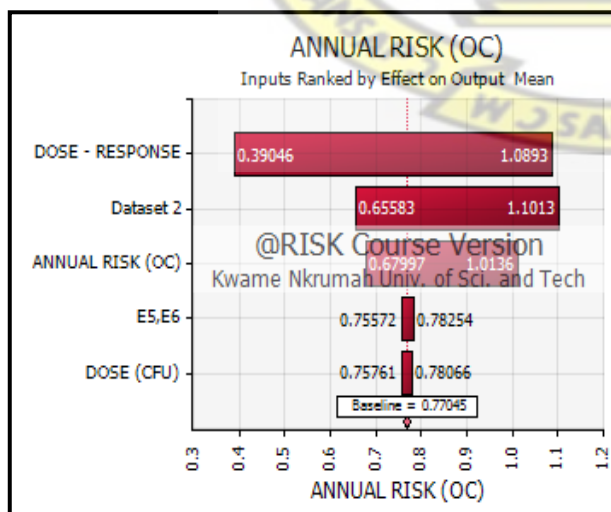 ANNUAL RISK (OC)
Inputs Ranked by Effect on Output Mean
DOSE - RESPONSE
0.39046
1.0893
Dataset 2
0.65583
1.1013
@RISK Course Version
ANNUAL RISK (OC)
0.67997
1.0136
Kwame Nkrumah Univ. of Sci. and Tech
E5,E6
0.75572
0.78254
DOSE (CFU)
0.75761
0.78066
Baseline = 0.77045
0.3
0.4
0.5
0.6
0.7
0.8
0.9
1.0
1.1
1.2
ANNUAL RISK (OC)